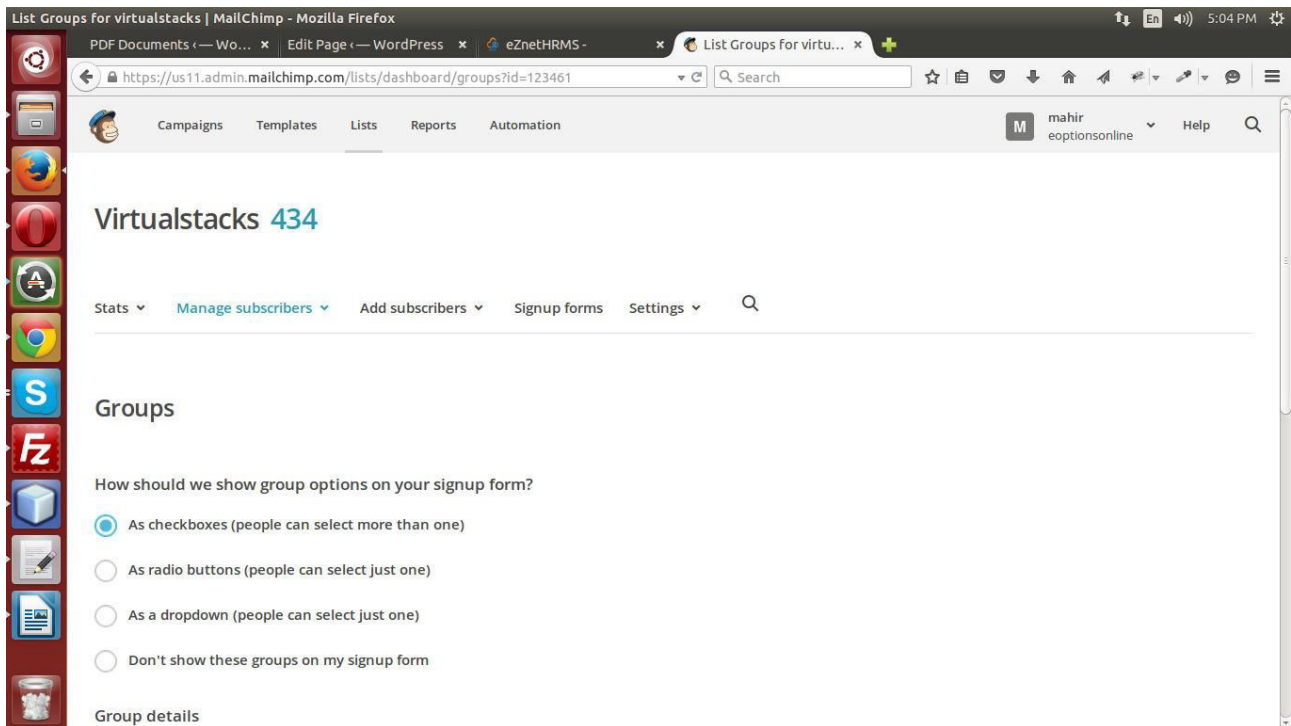 List Groups for virtualstacks | MailChimp - Mozilla Firefox
En 5:04 PM
PDF Documents ‹ — Wo... × Edit Page ‹ — WordPress × eZnetHRMS - × List Groups for virtu... ×
https://us11.admin.mailchimp.com/lists/dashboard/groups?id=123461 Search
Campaigns Templates Lists Reports Automation M mahir Help
eoptionsonline
Virtualstacks 434
Stats Manage subscribers Add subscribers Signup forms Settings
Groups
How should we show group options on your signup form?
As checkboxes (people can select more than one)
As radio buttons (people can select just one)
As a dropdown (people can select just one)
Don't show these groups on my signup form
Group details